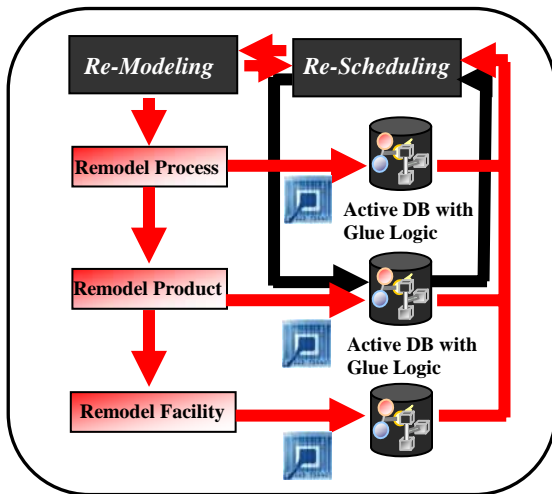 Re-Modeling
Re-Scheduling
Remodel Process
Active DB with
Glue Logic
Remodel Product
Active DB with
Glue Logic
Remodel Facility